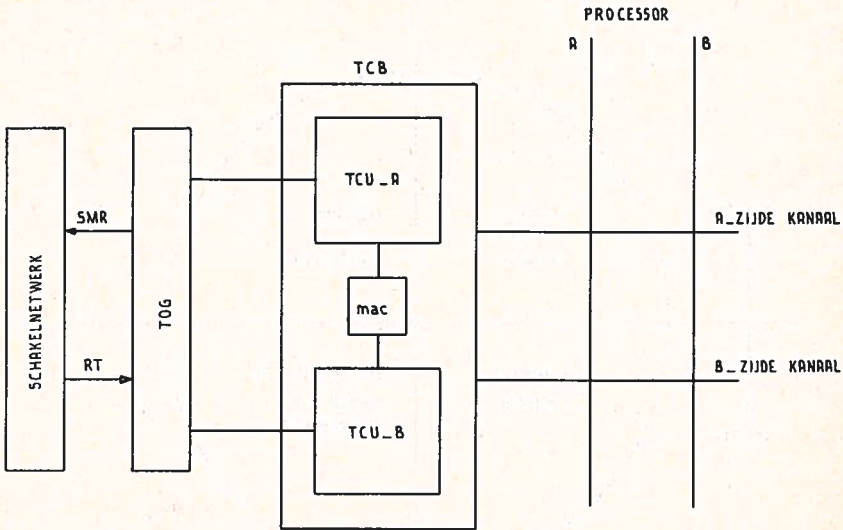 PROCESSOR
A B
TCB
TCU_A
SMR
A_ZIJDE KANAAL
SCHAKELNETWERK
TOG
mac
RT
B_ZIJDE KANAAL
TCU_B